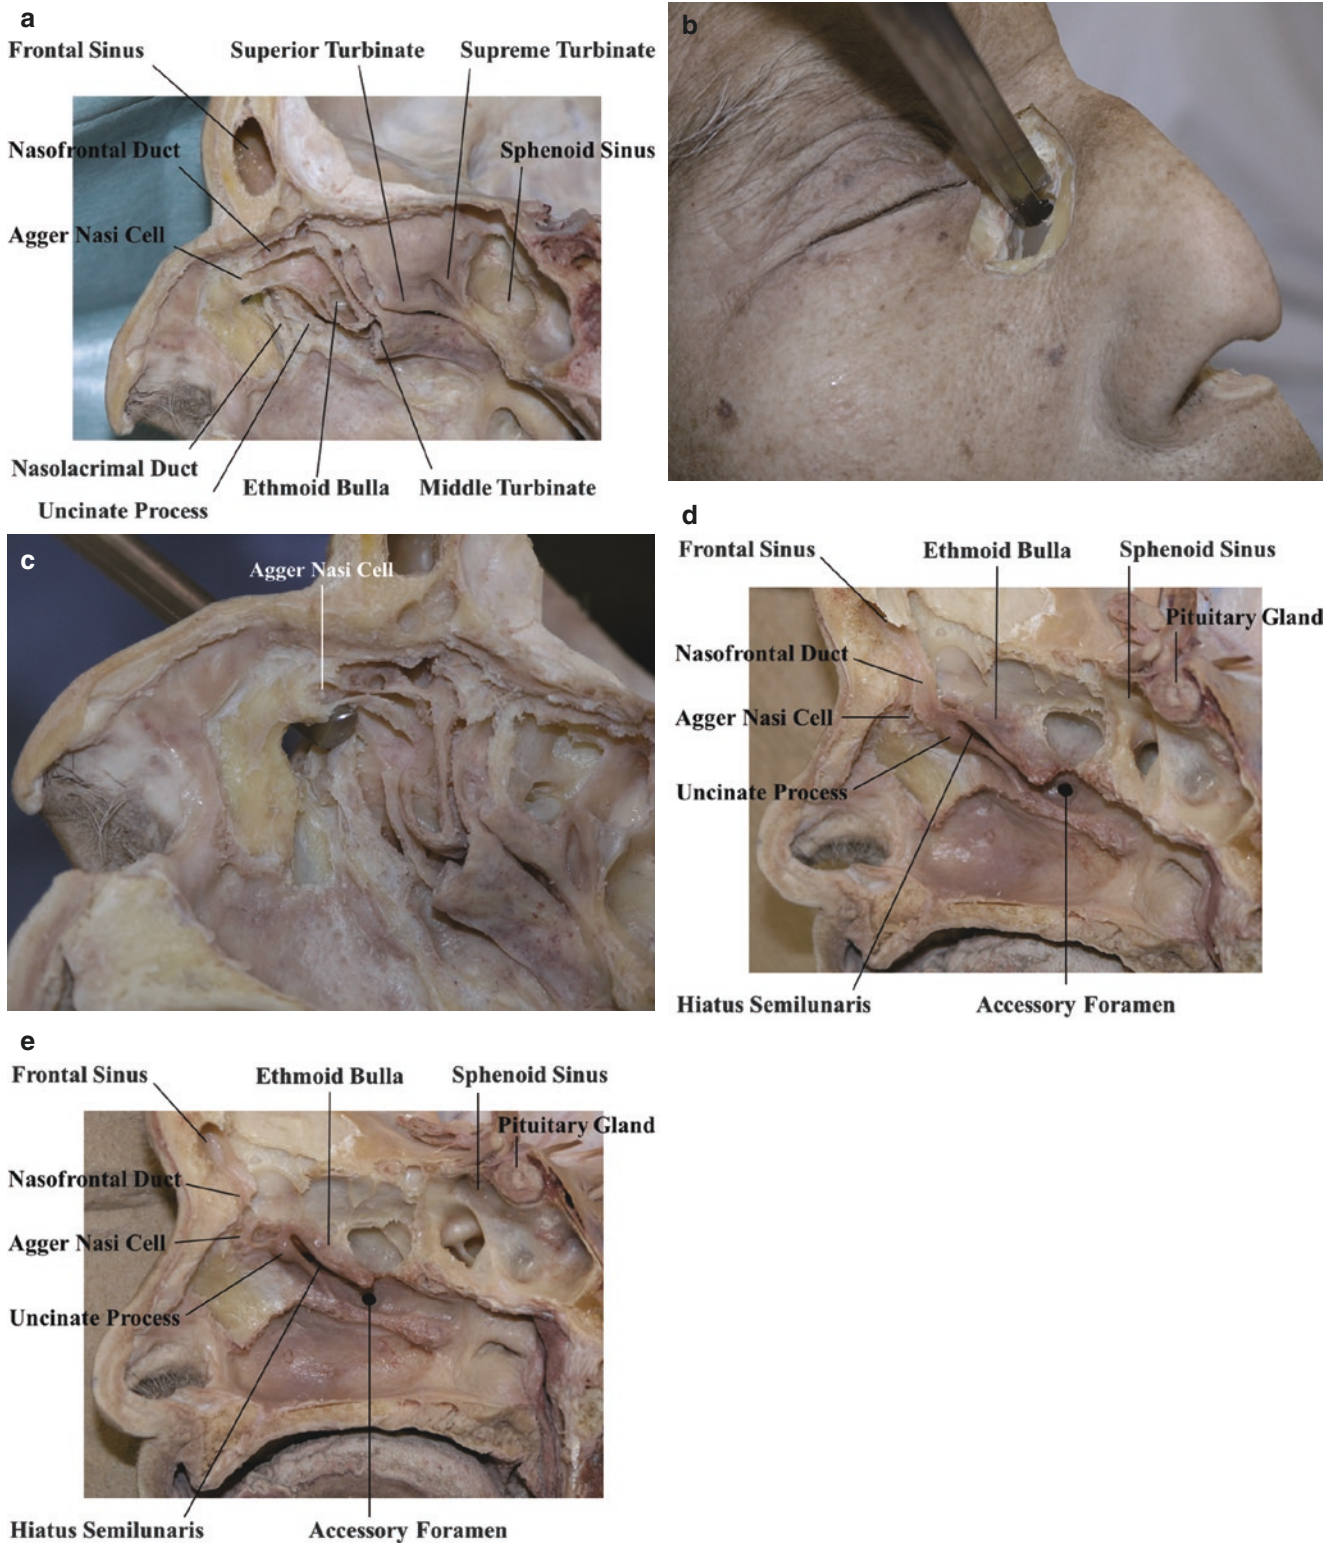 a
Frontal Sinus
Superior Turbinate
Supreme Turbinate
Nasofrontal Duct
Sphenoid Sinus
Agger Nasi Cell
Nasolacrimal Duct
Ethmoid Bulla
Middle Turbinate
Uncinate Process
b
c
Agger Nasi Cell
d
Frontal Sinus
Ethmoid Bulla
Sphenoid Sinus
Pituitary Gland
Nasofrontal Duct
Agger Nasi Cell
Uncinate Process
Hiatus Semilunaris
Accessory Foramen
e
Frontal Sinus
Ethmoid Bulla
Sphenoid Sinus
Pituitary Gland
Nasofrontal Duct
Agger Nasi Cell
Uncinate Process
Hiatus Semilunaris
Accessory Foramen